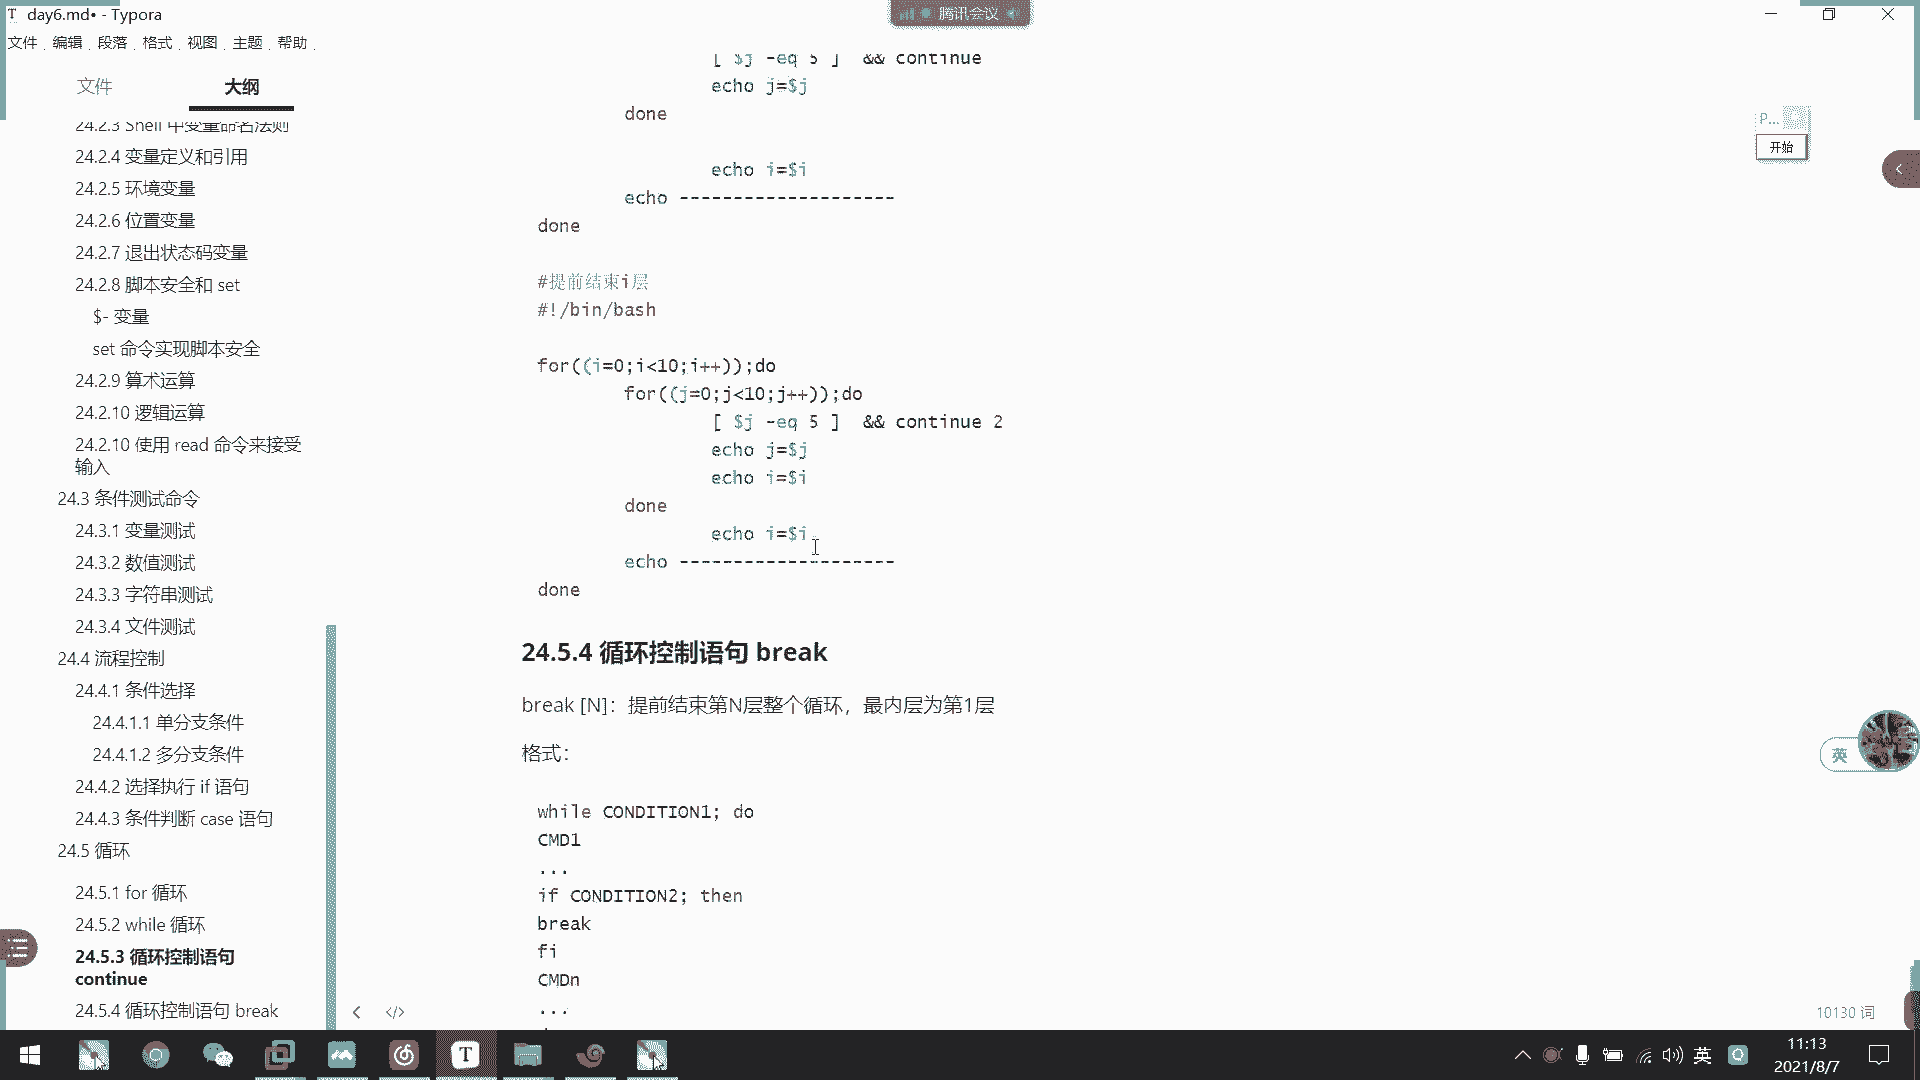 day6.md• - Typora
腾讯会议
文件 编辑 段落 格式 视图 主题 帮助
文件 大纲
24.2.3 Shell 中变量命名法则
24.2.4 变量定义和引用
24.2.5 环境变量
24.2.6 位置变量
24.2.7 退出状态码变量
24.2.8 脚本安全和 set
$- 变量
set 命令实现脚本安全
24.2.9 算术运算
24.2.10 逻辑运算
24.2.10 使用 read 命令来接受
输入
24.3 条件测试命令
24.3.1 变量测试
24.3.2 数值测试
24.3.3 字符串测试
24.3.4 文件测试
24.4 流程控制
24.4.1 条件选择
24.4.1.1 单分支条件
24.4.1.2 多分支条件
24.4.2 选择执行 if 语句
24.4.3 条件判断 case 语句
24.5 循环
24.5.1 for 循环
24.5.2 while 循环
24.5.3 循环控制语句
continue
24.5.4 循环控制语句 break
[ $j -eq 5 ]  && continue
echo j=$j
done
echo i=$i
echo --------------------
done
#提前结束i层
#!/bin/bash
for((i=0;i<10;i++));do
for((j=0;j<10;j++));do
[ $j -eq 5 ]  && continue 2
echo j=$j
echo i=$i
done
echo i=$i
echo --------------------
done
24.5.4 循环控制语句 break
break [N]：提前结束第N层整个循环，最内层为第1层
格式：
while CONDITION1; do
CMD1
...
if CONDITION2; then
break
fi
CMDn
...
P...
开始
英
10130 词
T
英
11:13
2021/8/7